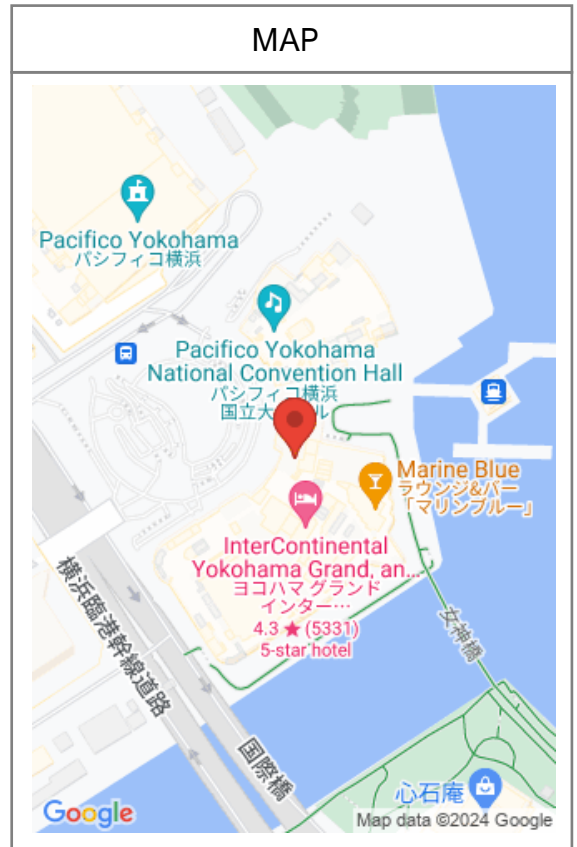 MAP
Pacifico Yokohama
パシフィコ横浜
Pacifico Yokohama
National Convention Hall
パシフィコ横浜
国立大
ル
Marine Blue
ラウンジ&バー
「マリンブルー」
InterContinental
Yokohama Grand, an...
ヨコハマ グランド
インター…
4.3 ★ (5331)
5-star hotel
横浜臨港幹線道路
女神橋
国際橋
心石庵
Google
Map data ©2024 Google